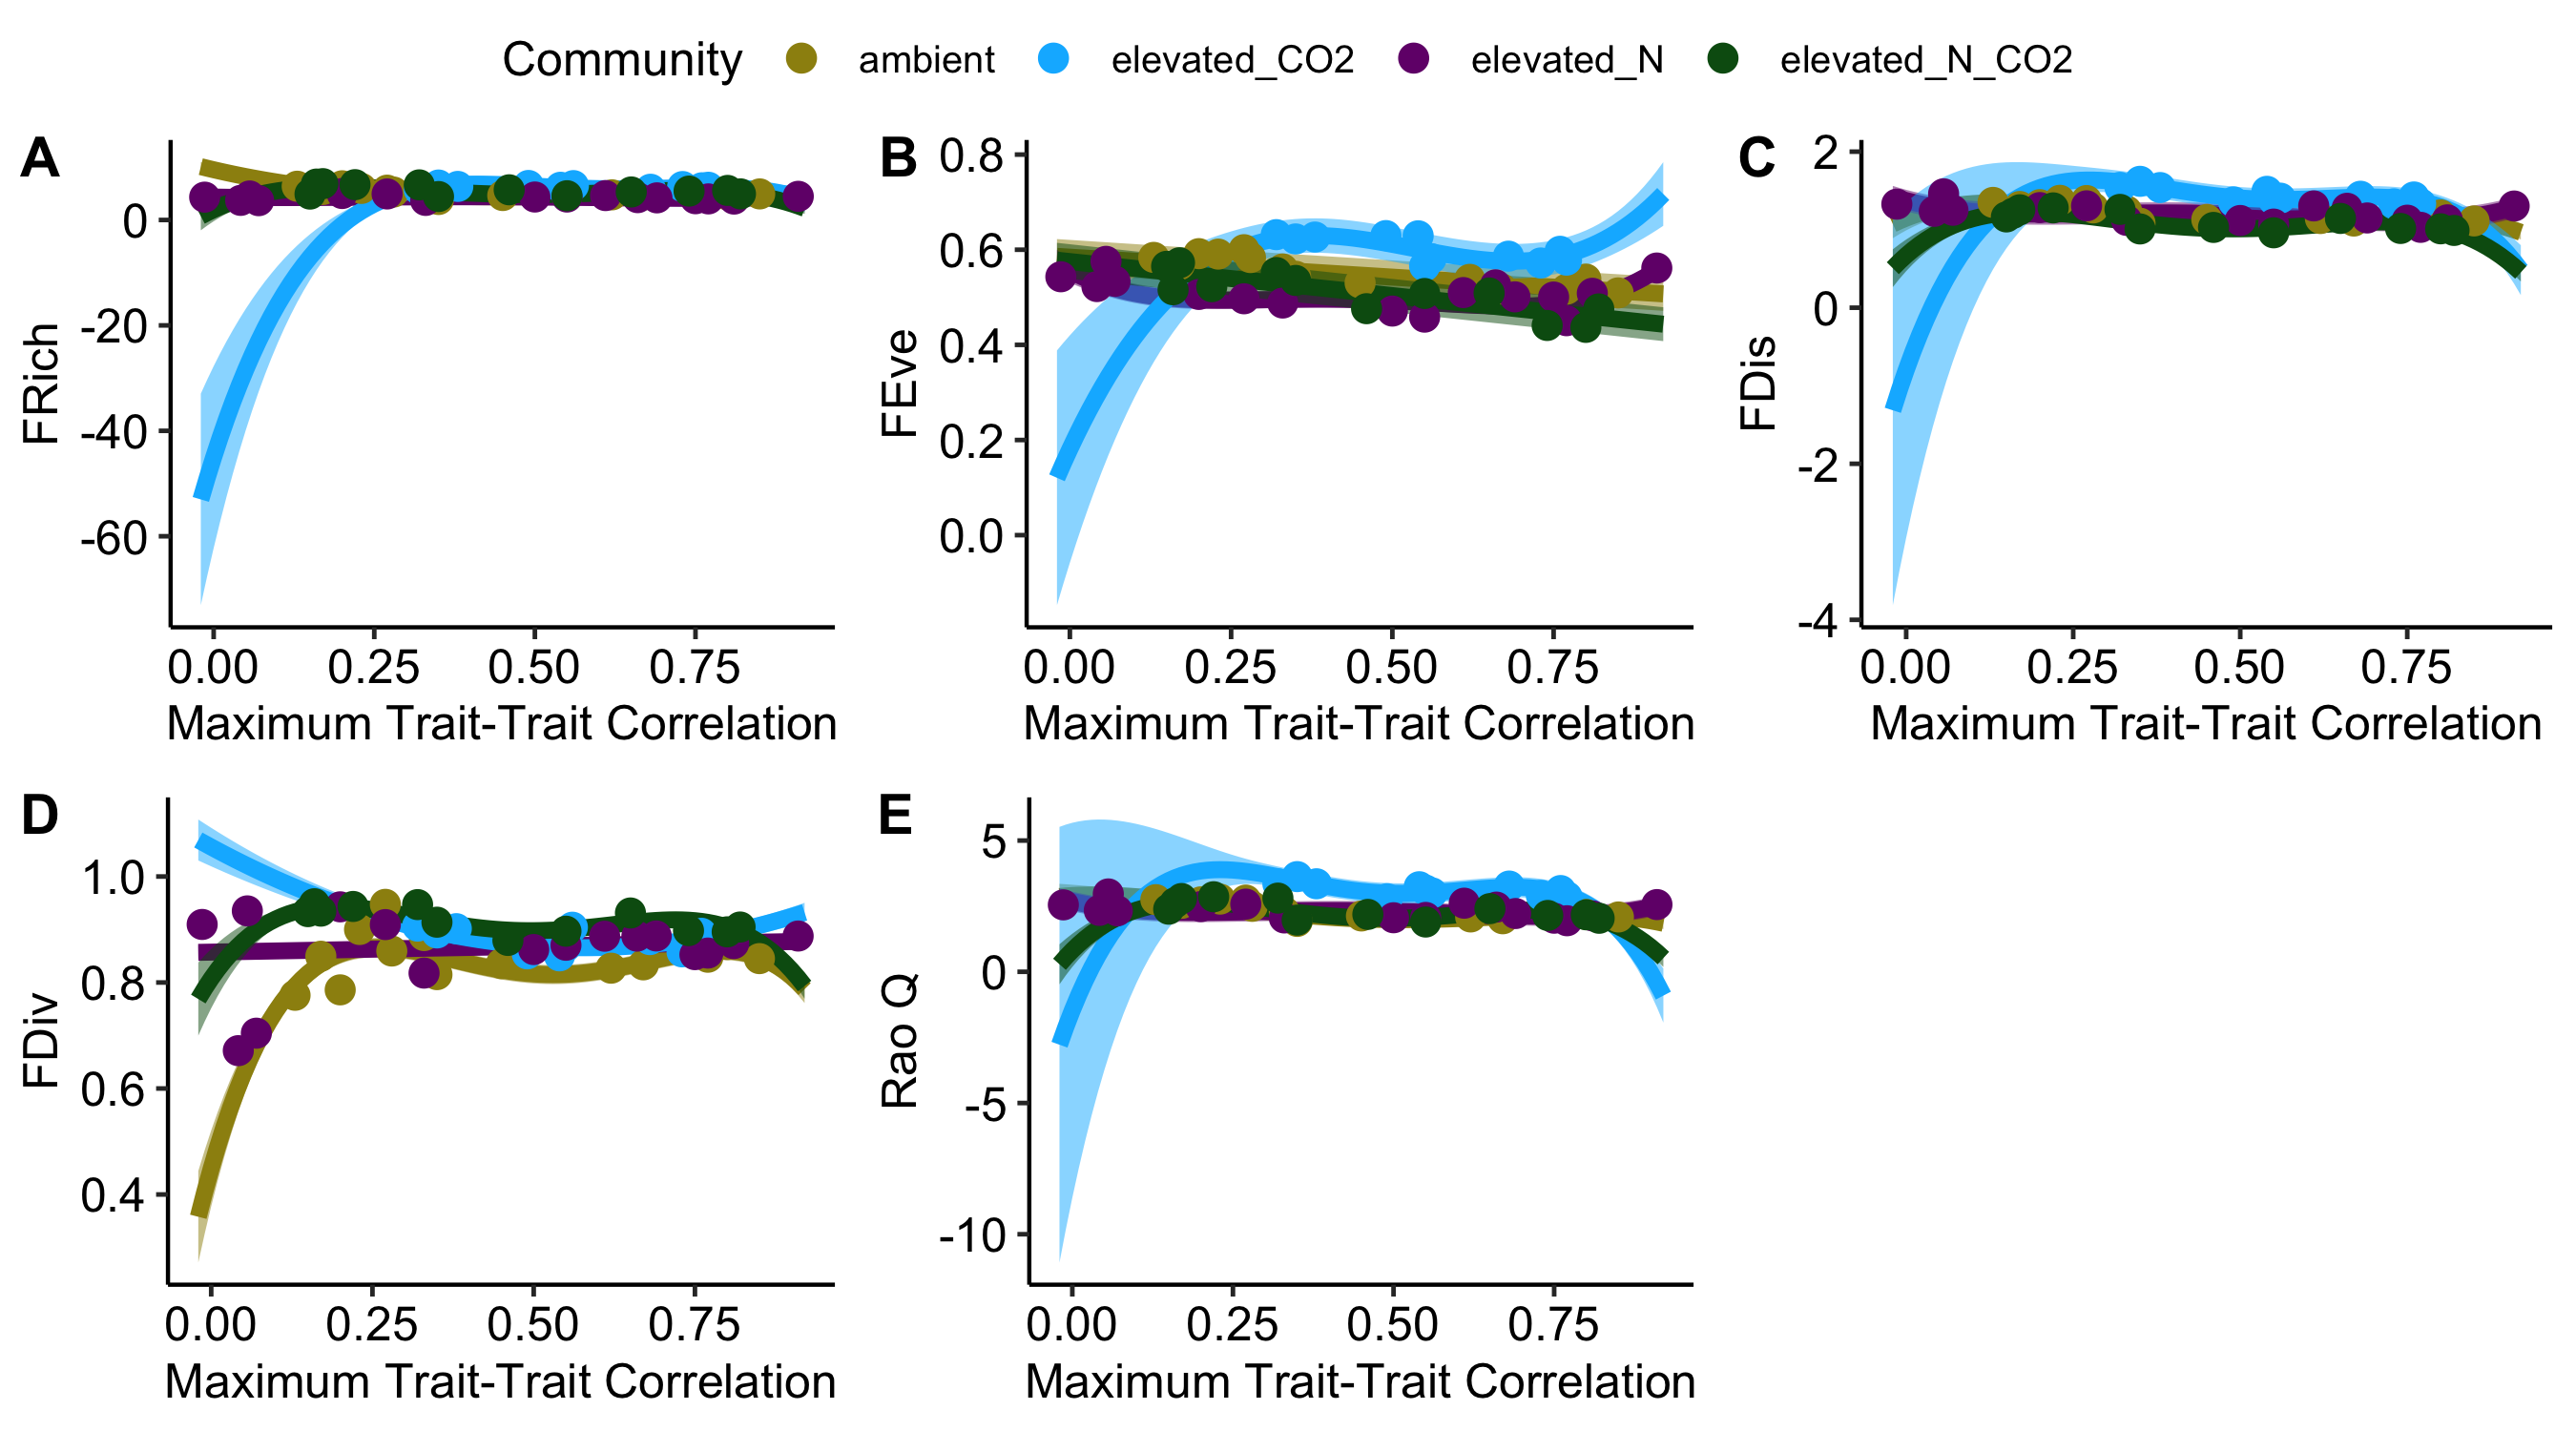 Community ambient elevated_CO2 elevated_N elevated_N_CO2
A
FRich
0
-20
-40
-60
0.00 0.25 0.50 0.75
Maximum Trait-Trait Correlation
B
FEve
0.8
0.6
0.4
0.2
0.0
0.00 0.25 0.50 0.75
Maximum Trait-Trait Correlation
C
FDis
2
0
-2
-4
0.00 0.25 0.50 0.75
Maximum Trait-Trait Correlation
D
FDiv
1.0
0.8
0.6
0.4
0.00 0.25 0.50 0.75
Maximum Trait-Trait Correlation
E
Rao Q
5
0
-5
-10
0.00 0.25 0.50 0.75
Maximum Trait-Trait Correlation